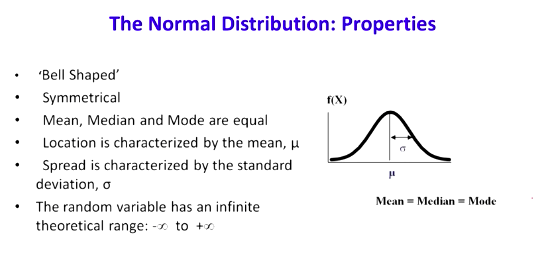 The Normal Distribution: Properties
• ‘Bell Shaped’
• Symmetrical
• Mean, Median and Mode are equal
• Location is characterized by the mean, μ
• Spread is characterized by the standard
deviation, σ
• The random variable has an infinite
theoretical range: -∞ to +∞
f(X)
σ
μ
Mean = Median = Mode